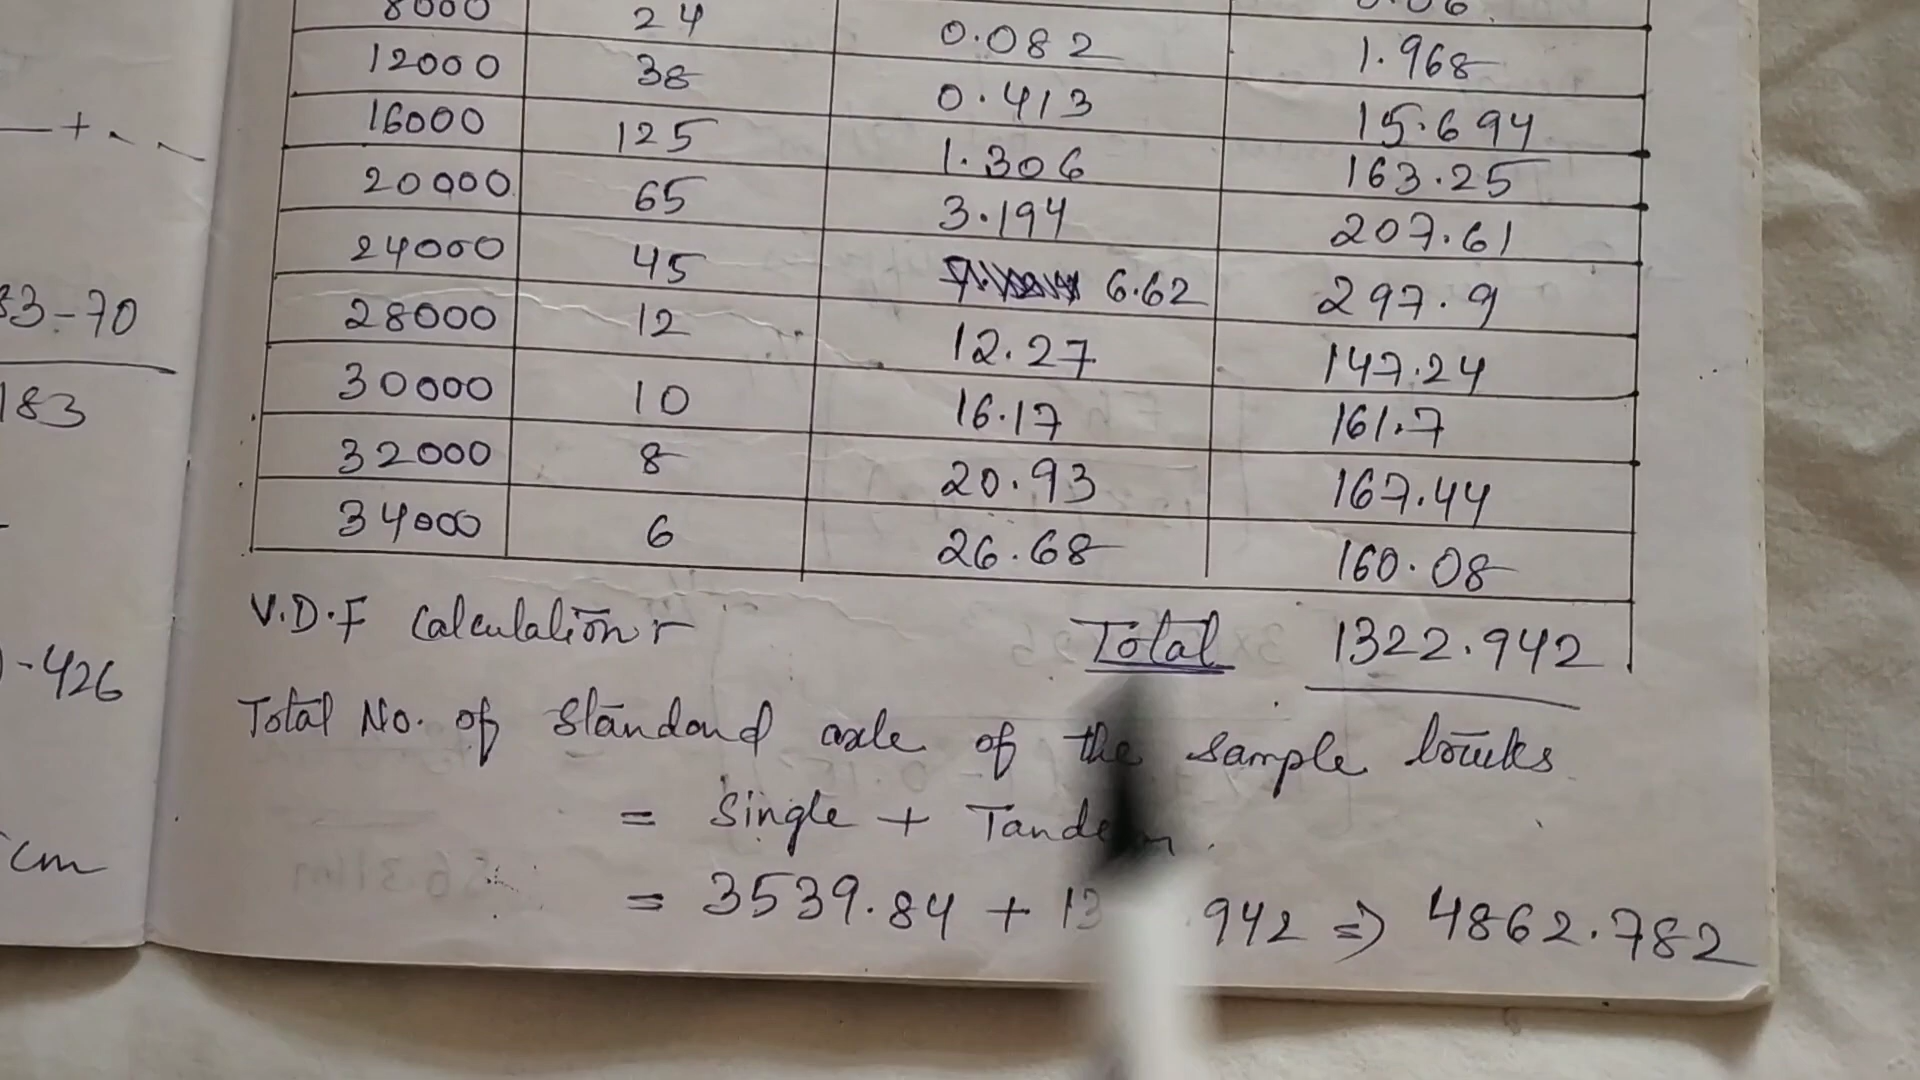 8000 24 0.082 1.968
12000 38 0.413 15.694
16000 125 1.306 163.25
20000 65 3.194 207.61
24000 45 6.62 297.9
28000 12 12.27 147.24
30000 10 16.17 161.7
32000 8 20.93 167.44
34000 6 26.68 160.08
V.D.F Calculation:- Total 1322.942
Total No. of Standard axle of the sample trucks
= Single + Tandem.
= 3539.84 + 13 .942 => 4862.782
3-70
183
)-426
cm